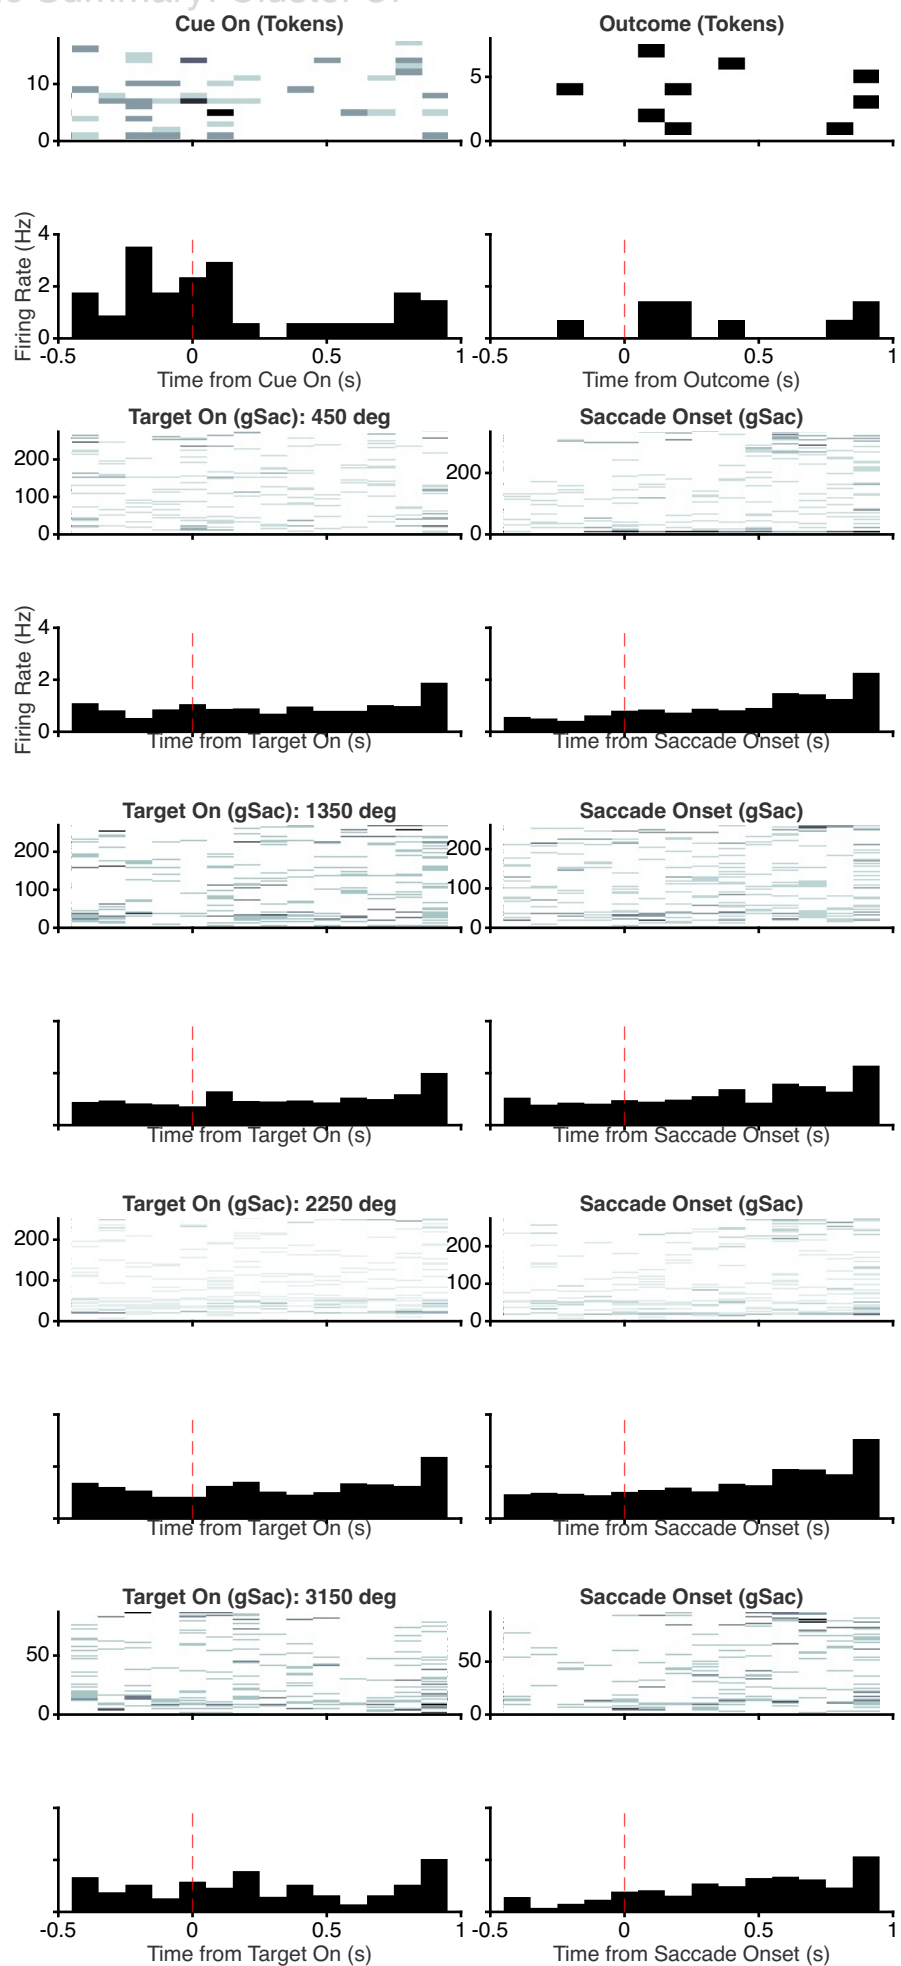 Summary: Cluster
Cue On (Tokens) Outcome (Tokens)
10 5
0 0
Firing Rate (Hz)
4
2
0
-0.5 0 0.5 1 -0.5 0 0.5 1
Time from Cue On (s) Time from Outcome (s)
Target On (gSac): 450 deg Saccade Onset (gSac)
200 200
100
0 0
Firing Rate (Hz)
4
2
0
Time from Target On (s) Time from Saccade Onset (s)
Target On (gSac): 1350 deg Saccade Onset (gSac)
200 200
100 100
0 0
Time from Target On (s) Time from Saccade Onset (s)
Target On (gSac): 2250 deg Saccade Onset (gSac)
200 200
100 100
0 0
Time from Target On (s) Time from Saccade Onset (s)
Target On (gSac): 3150 deg Saccade Onset (gSac)
50 50
0 0
-0.5 0 0.5 1 -0.5 0 0.5 1
Time from Target On (s) Time from Saccade Onset (s)